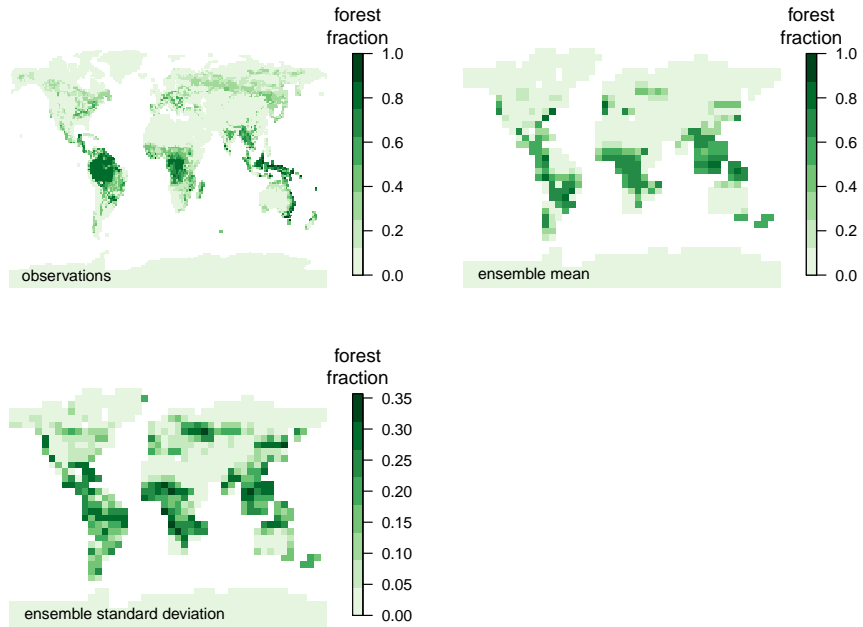 forest
fraction
1.0
0.8
0.6
0.4
0.2
0.0
observations
forest
fraction
1.0
0.8
0.6
0.4
0.2
0.0
ensemble mean
forest
fraction
0.35
0.30
0.25
0.20
0.15
0.10
0.05
0.00
ensemble standard deviation